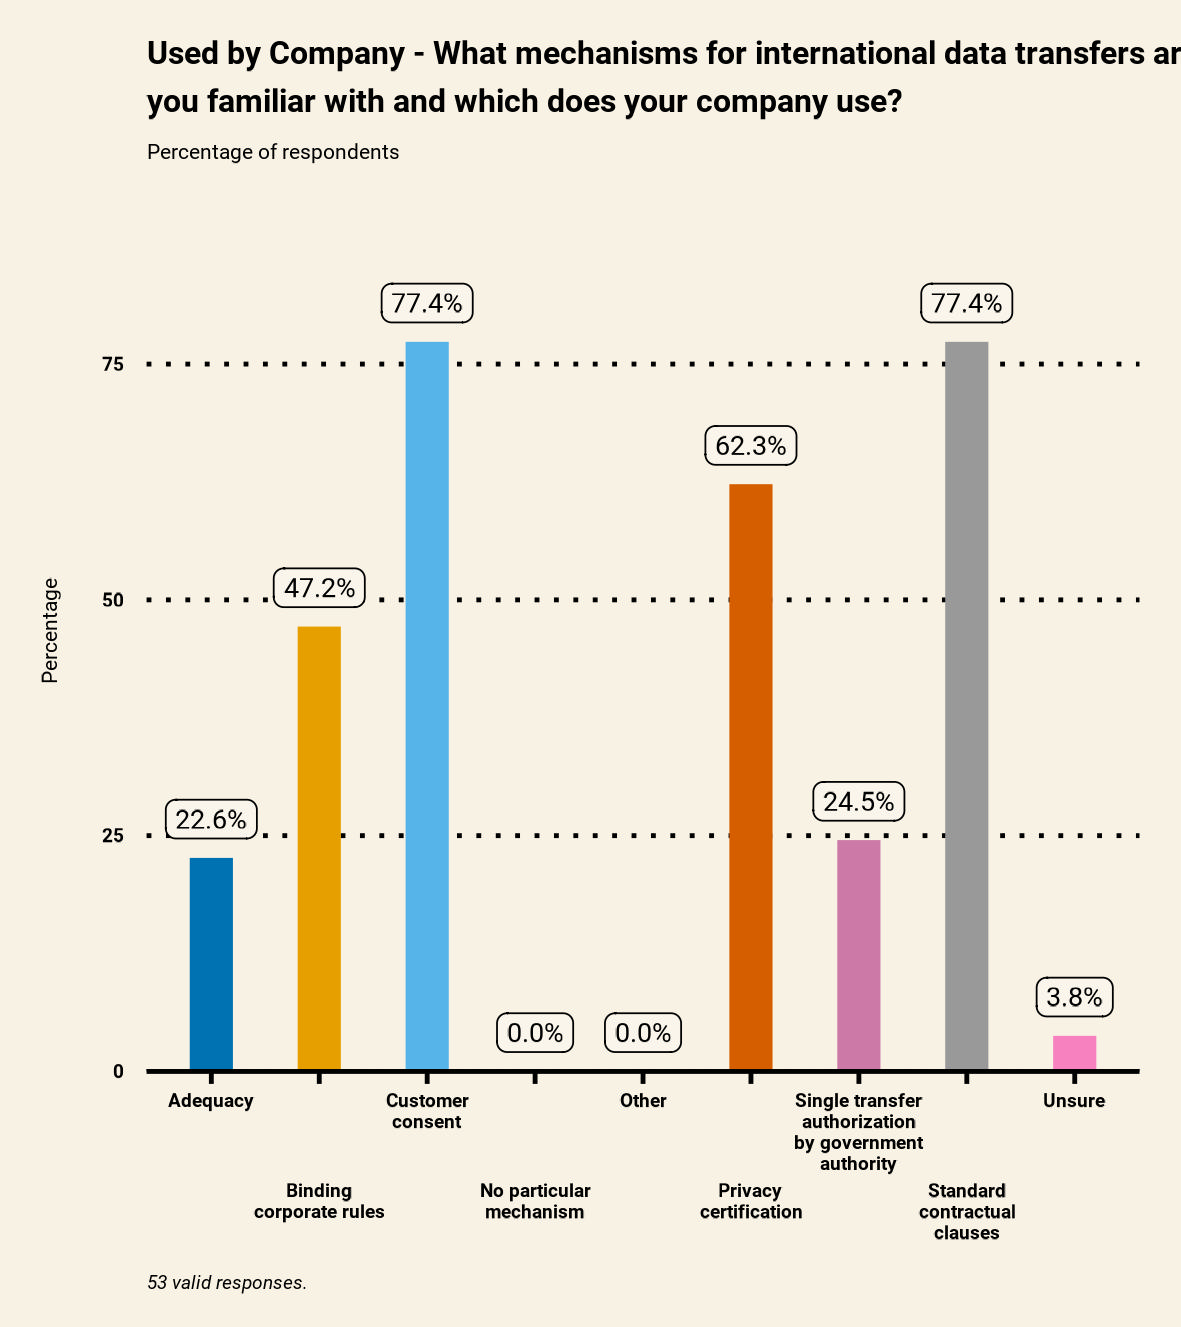 Used by Company - What mechanisms for international data transfers ar
you familiar with and which does your company use?
Percentage of respondents
Percentage
75
50
25
0
22.6%
47.2%
77.4%
0.0%
0.0%
62.3%
24.5%
77.4%
3.8%
Adequacy
Binding
corporate rules
Customer
consent
No particular
mechanism
Other
Privacy
certification
Single transfer
authorization
by government
authority
Standard
contractual
clauses
Unsure
53 valid responses.